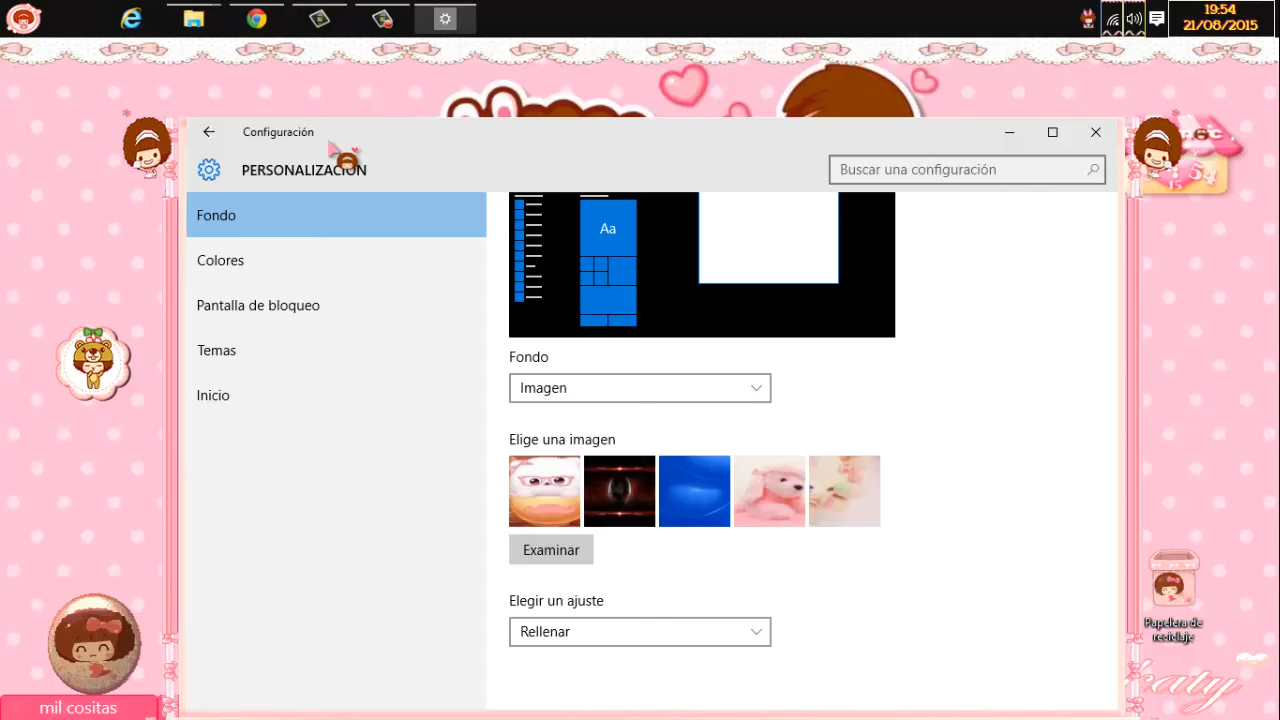 19:54
21/08/2015
Configuración
PERSONALIZACIÓN
Buscar una configuración
Fondo
Colores
Pantalla de bloqueo
Temas
Inicio
Aa
Fondo
Imagen
Elige una imagen
Examinar
Elegir un ajuste
Rellenar
Papelera de
reciclaje
mil cositas